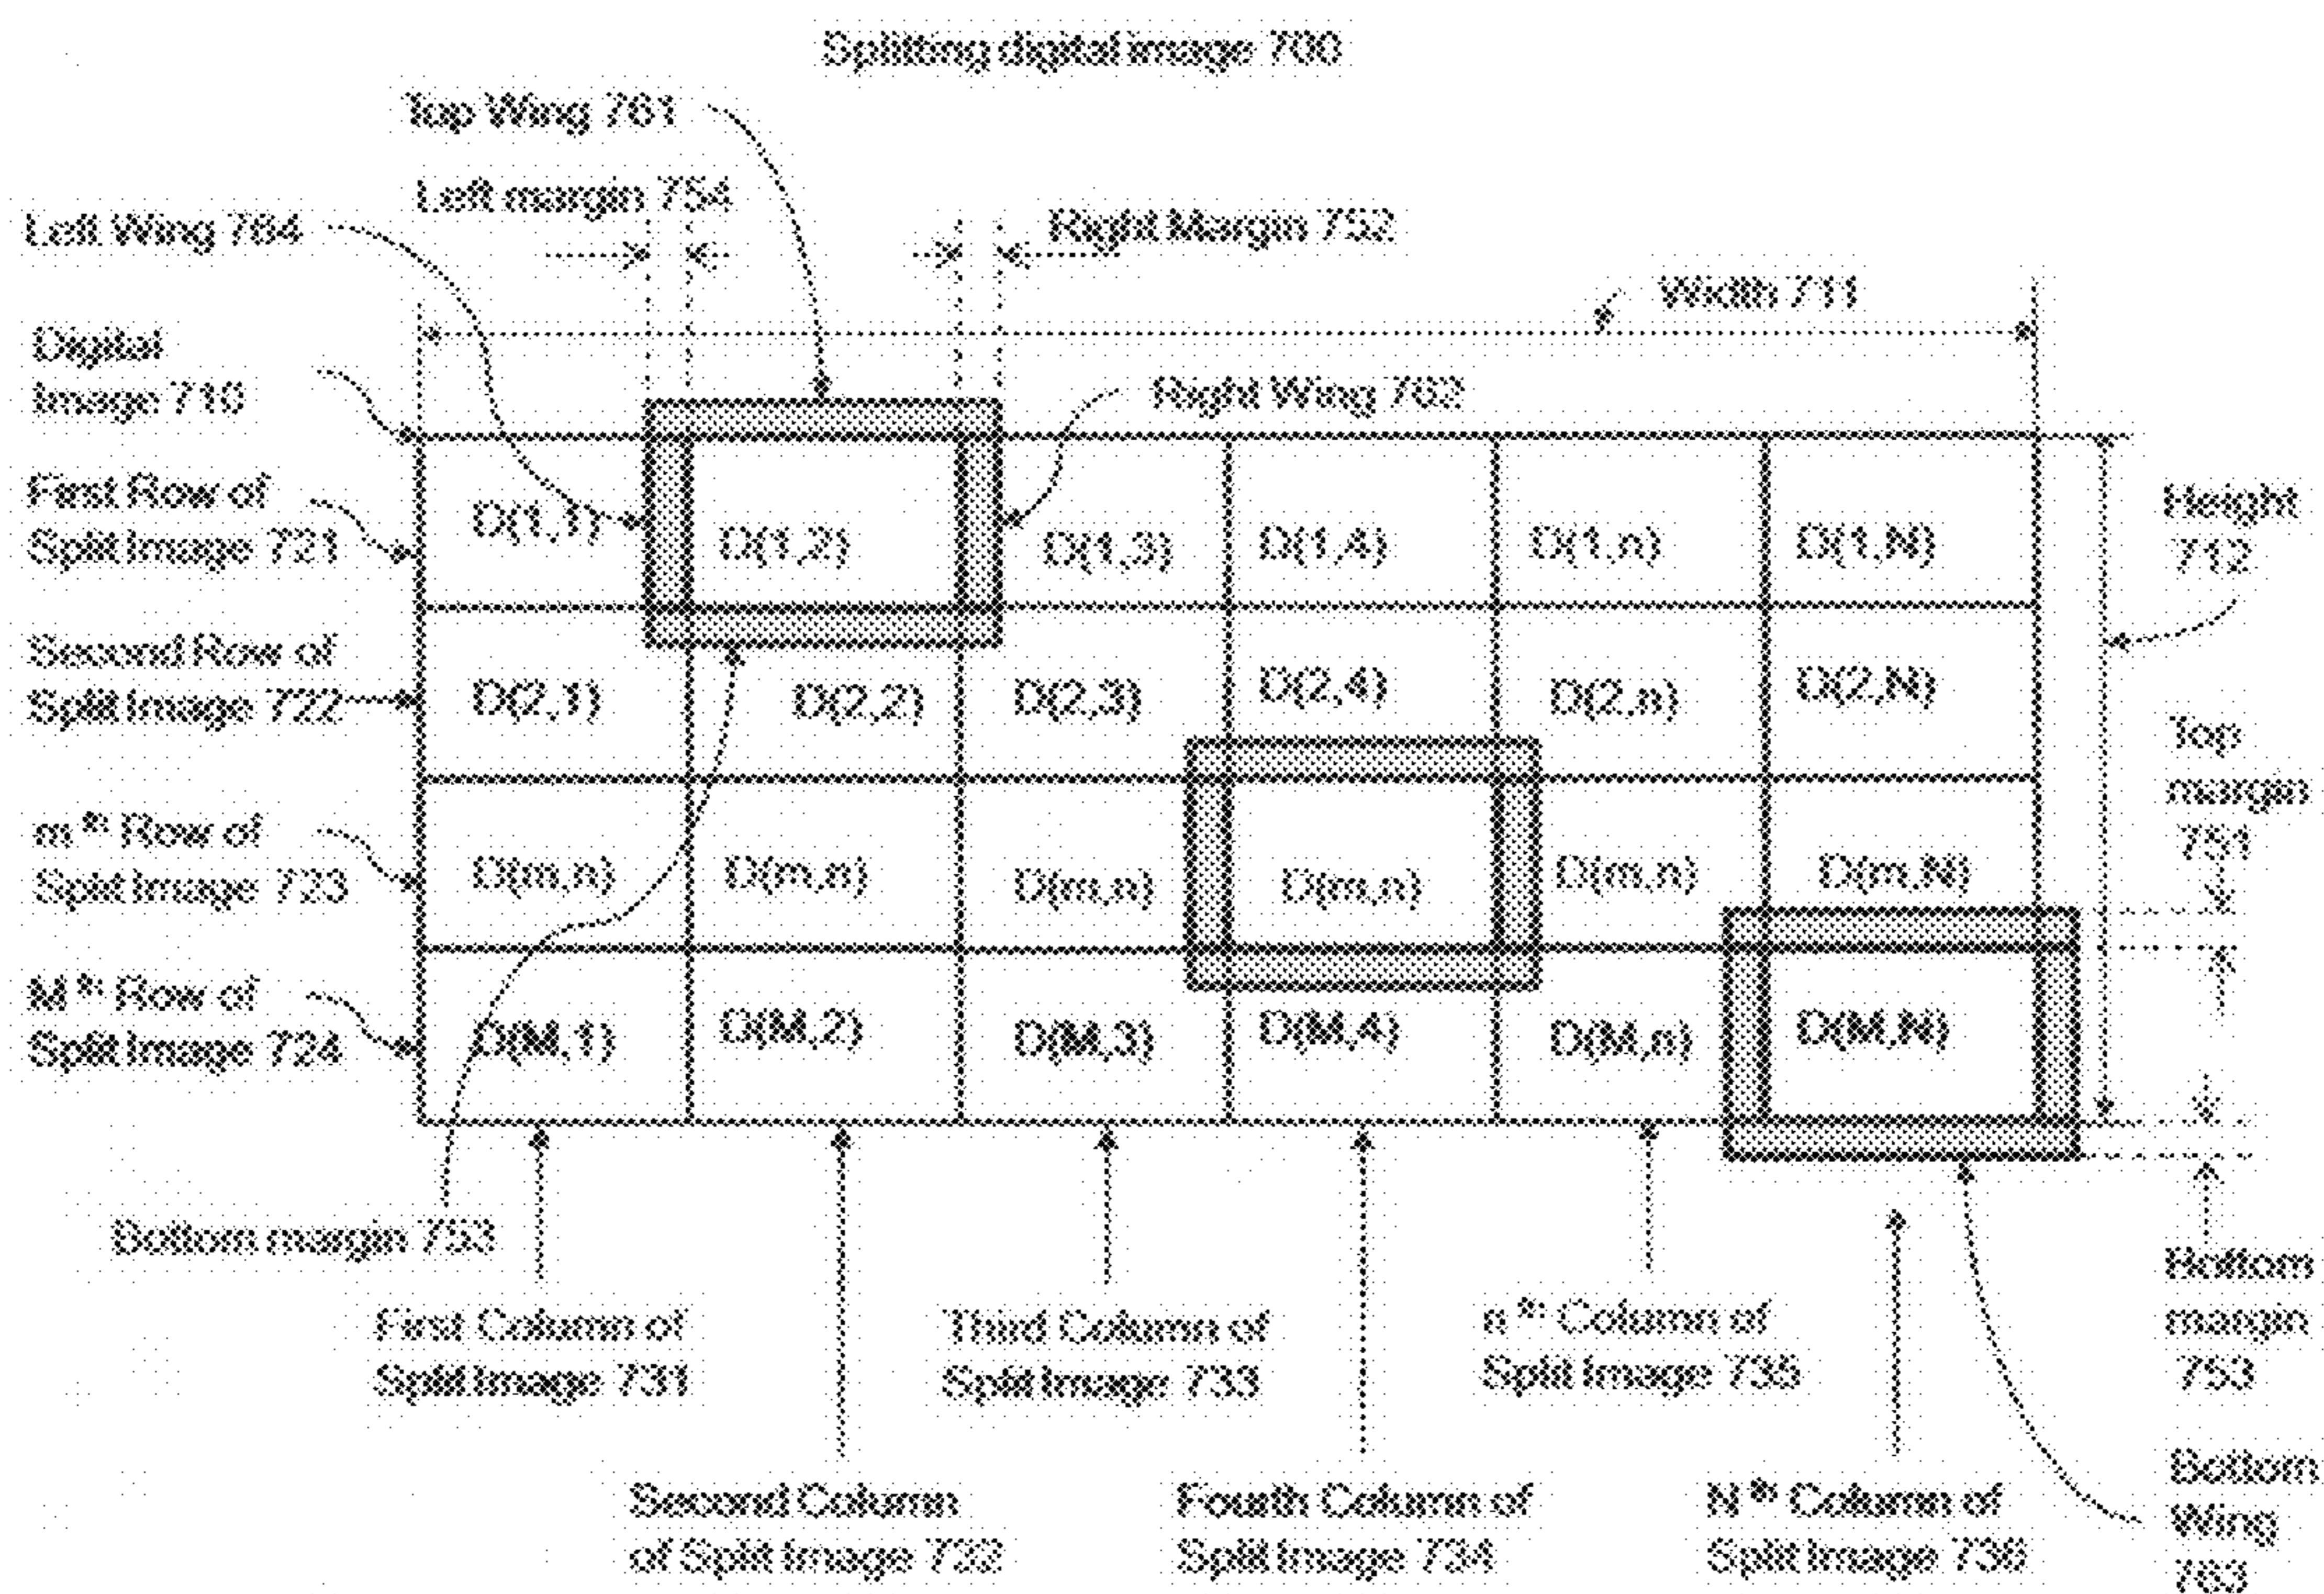 Splitting digital image 700
Top Wing 761
Left margin 754
Left Wing 764
Right Margin 752
Width 711
Digital
Image 710
Right Wing 762
First Row of
Split Image 721
D(1,1)
D(1,2)
D(1,3)
D(1,4)
D(1,n)
D(1,N)
Height
712
Second Row of
Split Image 722
D(2,1)
D(2,2)
D(2,3)
D(2,4)
D(2,n)
D(2,N)
Top
margin
751
m th Row of
Split Image 723
D(m,n)
D(m,n)
D(m,n)
D(m,n)
D(m,n)
D(m,N)
M th Row of
Split Image 724
D(M,1)
D(M,2)
D(M,3)
D(M,4)
D(M,n)
D(M,N)
Bottom margin 753
First Column of
Split Image 731
Third Column of
Split Image 733
n th Column of
Split Image 735
Bottom
margin
753
Second Column
of Split Image 732
Fourth Column of
Split Image 734
N th Column of
Split Image 736
Bottom
Wing
763